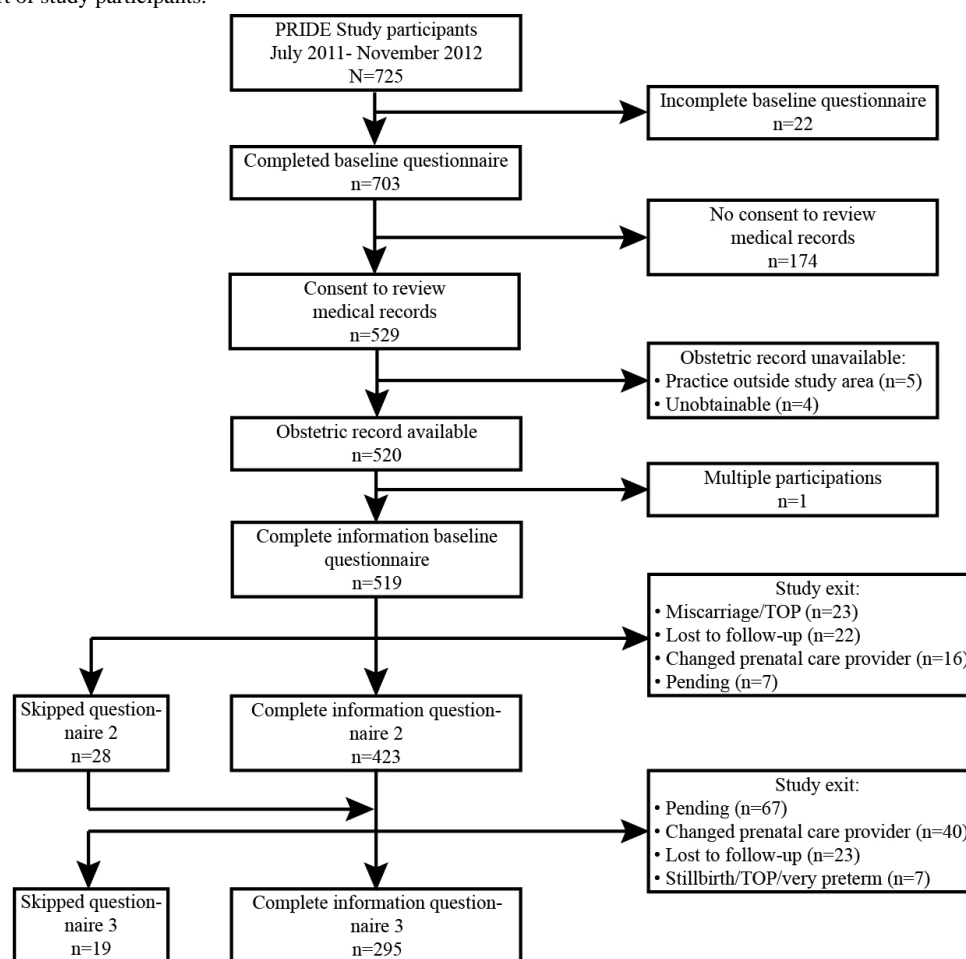 rt of study participants.
PRIDE Study participants
July 2011- November 2012
N=725
Incomplete baseline questionnaire
n=22
Completed baseline questionnaire
n=703
No consent to review
medical records
n=174
Consent to review
medical records
n=529
Obstetric record unavailable:
• Practice outside study area (n=5)
• Unobtainable (n=4)
Obstetric record available
n=520
Multiple participations
n=1
Complete information baseline
questionnaire
n=519
Study exit:
• Miscarriage/TOP (n=23)
• Lost to follow-up (n=22)
• Changed prenatal care provider (n=16)
• Pending (n=7)
Skipped question-
naire 2
n=28
Complete information question-
naire 2
n=423
Study exit:
• Pending (n=67)
• Changed prenatal care provider (n=40)
• Lost to follow-up (n=23)
• Stillbirth/TOP/very preterm (n=7)
Skipped question-
naire 3
n=19
Complete information question-
naire 3
n=295